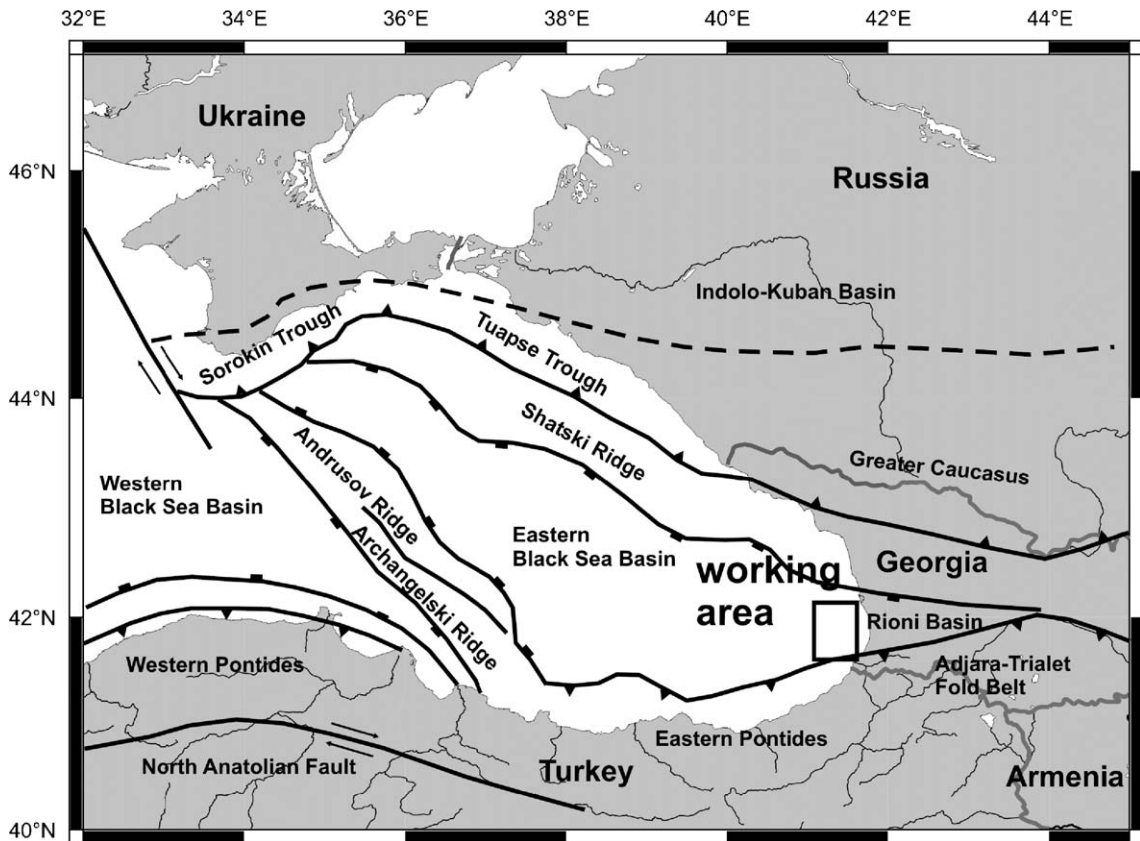 32°E 34°E 36°E 38°E 40°E 42°E 44°E
46°N
44°N
42°N
40°N
Ukraine
Russia
Indolo-Kuban Basin
Sorokin Trough
Tuapse Trough
Shatski Ridge
Andrusov Ridge
Archangelski Ridge
Greater Caucasus
Western
Black Sea Basin
Eastern
Black Sea Basin
working
area
Georgia
Rioni Basin
Adjara-Trialet
Fold Belt
Western Pontides
Eastern Pontides
North Anatolian Fault
Turkey
Armenia